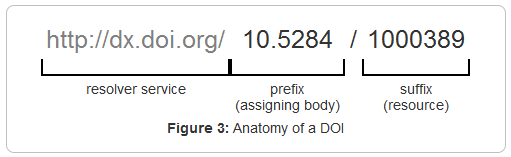 http://dx.doi.org/ 10.5284 / 1000389
resolver service prefix suffix
(assigning body) (resource)
Figure 3: Anatomy of a DOI